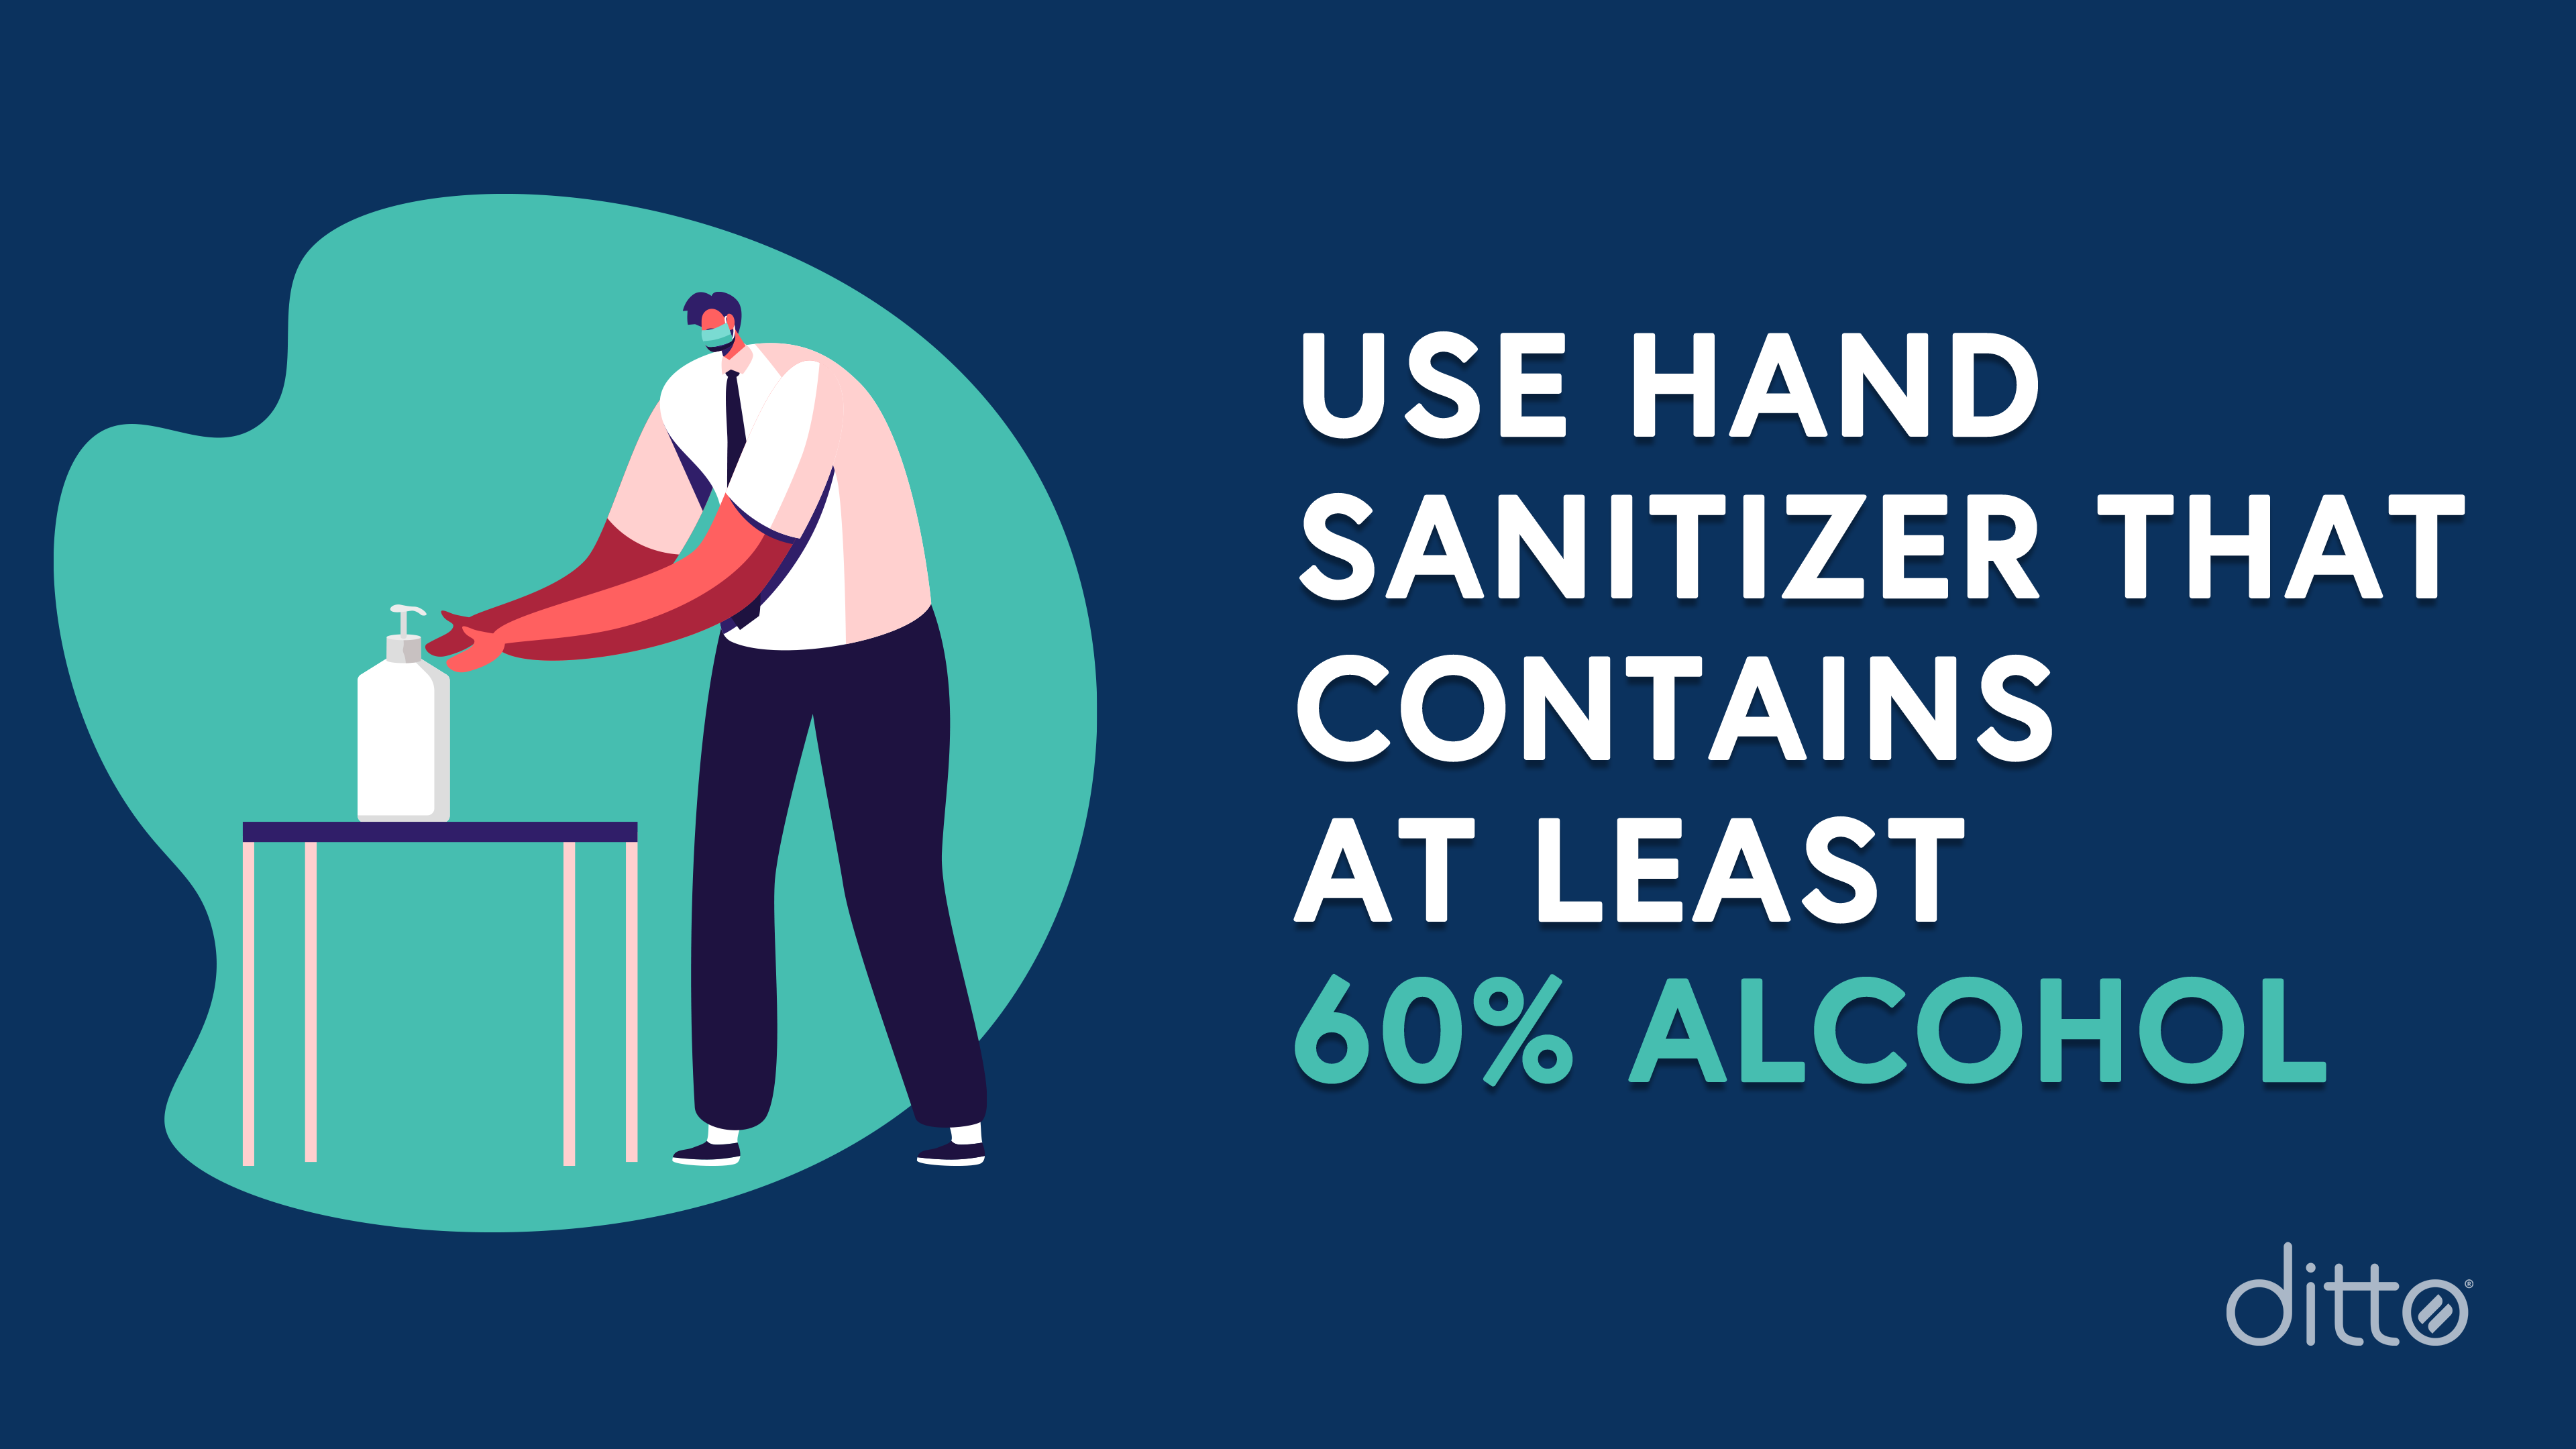 USE HAND
SANITIZER THAT
CONTAINS
AT LEAST
60% ALCOHOL
ditto®